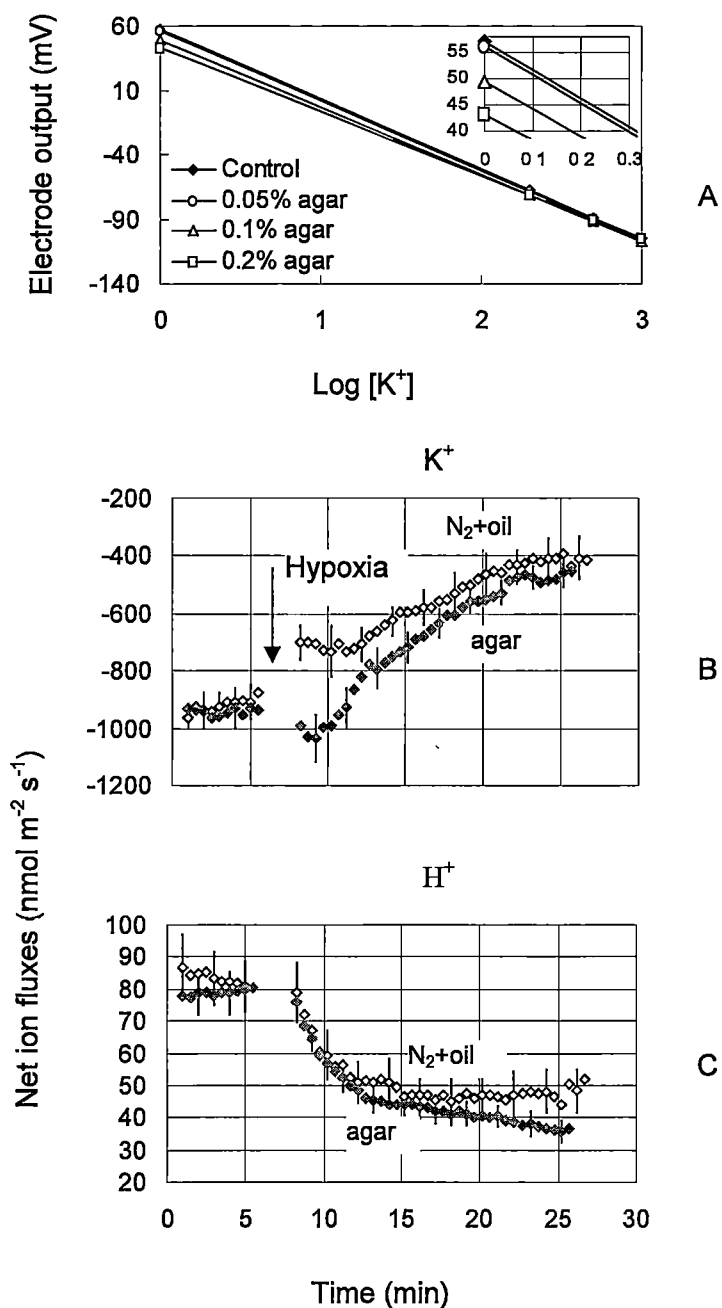 Electrode output (mV)
60
10
-40
-90
-140
0
1
2
3
Log [K⁺]
Control
0.05% agar
0.1% agar
0.2% agar
55
50
45
40
0
0 1
0 2
0.3
A
Net ion fluxes (nmol m⁻² s⁻¹)
K⁺
-200
-400
-600
-800
-1000
-1200
Hypoxia
N₂+oil
agar
B
H⁺
100
90
80
70
60
50
40
30
20
N₂+oil
agar
C
0
5
10
15
20
25
30
Time (min)